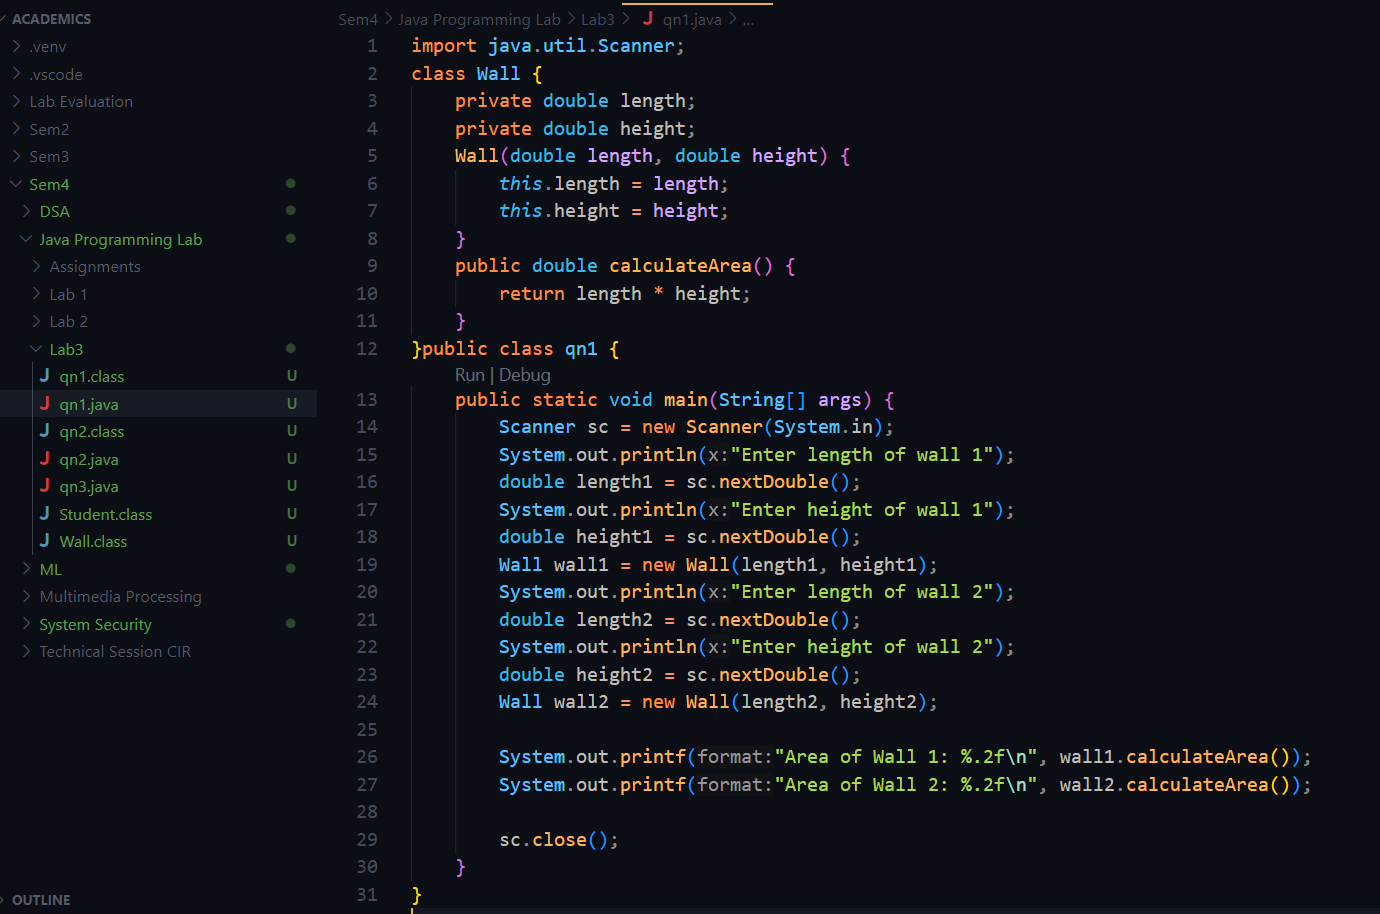 ACADEMICS
.venv
.vscode
Lab Evaluation
Sem2
Sem3
Sem4
DSA
Java Programming Lab
Assignments
Lab 1
Lab 2
Lab3
J qn1.class U
J qn1.java U
J qn2.class U
J qn2.java U
J qn3.java U
J Student.class U
J Wall.class U
ML
Multimedia Processing
System Security
Technical Session CIR
OUTLINE
Sem4 > Java Programming Lab > Lab3 > J qn1.java > ...
1 import java.util.Scanner;
2 class Wall {
3     private double length;
4     private double height;
5     Wall(double length, double height) {
6         this.length = length;
7         this.height = height;
8     }
9     public double calculateArea() {
10         return length * height;
11     }
12 }public class qn1 {
Run | Debug
13     public static void main(String[] args) {
14         Scanner sc = new Scanner(System.in);
15         System.out.println(x:"Enter length of wall 1");
16         double length1 = sc.nextDouble();
17         System.out.println(x:"Enter height of wall 1");
18         double height1 = sc.nextDouble();
19         Wall wall1 = new Wall(length1, height1);
20         System.out.println(x:"Enter length of wall 2");
21         double length2 = sc.nextDouble();
22         System.out.println(x:"Enter height of wall 2");
23         double height2 = sc.nextDouble();
24         Wall wall2 = new Wall(length2, height2);
25
26         System.out.printf(format:"Area of Wall 1: %.2f\n", wall1.calculateArea());
27         System.out.printf(format:"Area of Wall 2: %.2f\n", wall2.calculateArea());
28
29         sc.close();
30     }
31 }